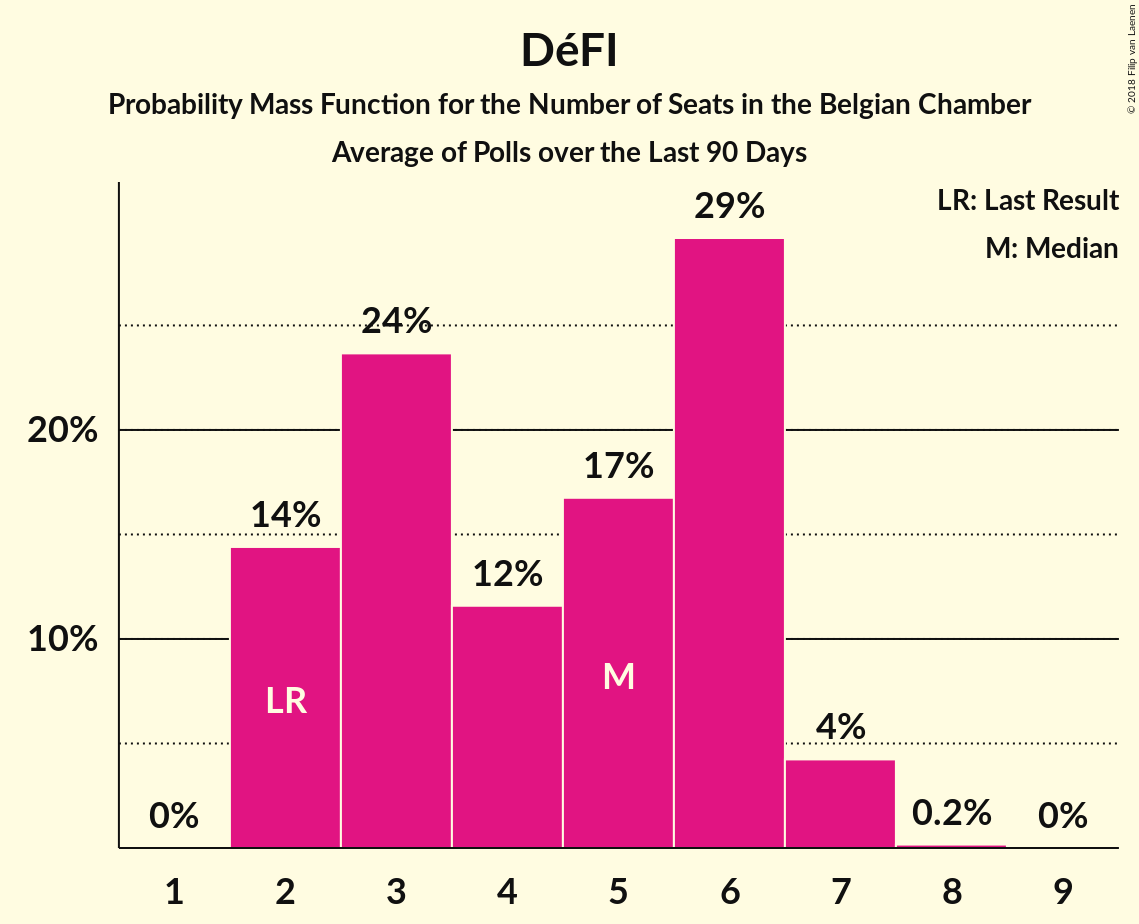 DéFI
Probability Mass Function for the Number of Seats in the Belgian Chamber
Average of Polls over the Last 90 Days
© 2018 Filip van Laenen
LR: Last Result
M: Median
29%
24%
20%
17%
14%
12%
10%
M
LR
4%
0%
0.2%
0%
1 2 3 4 5 6 7 8 9